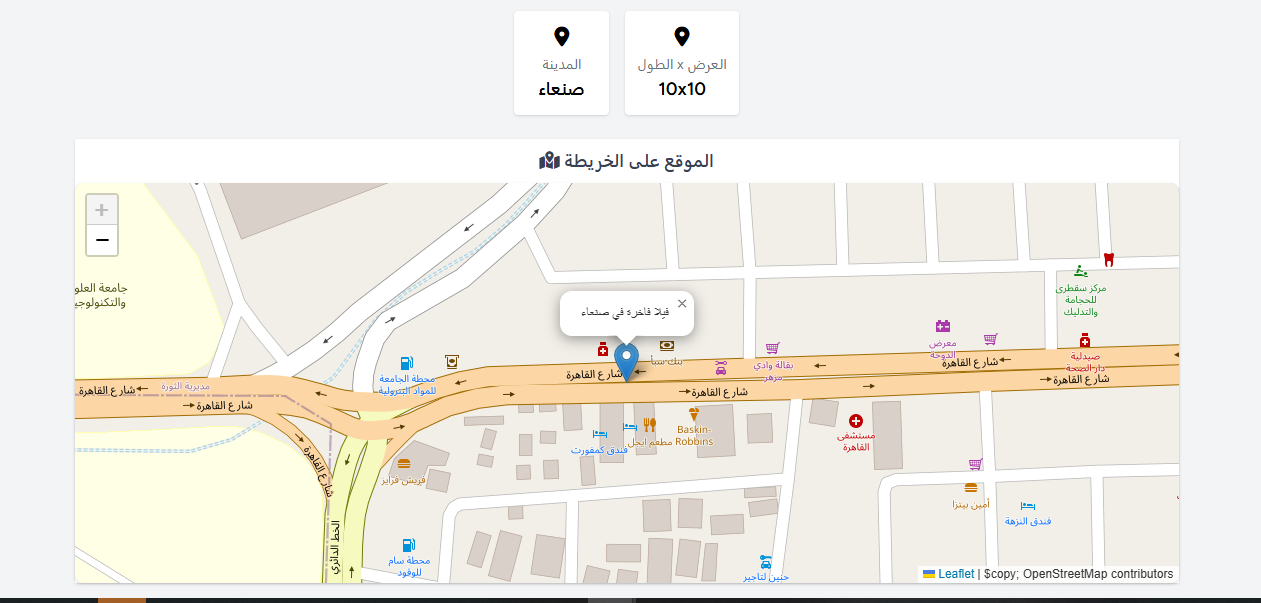 العرض x الطول
10x10
المدينة
صنعاء
الموقع على الخريطة
+
−
جامعة العلو
والتكنولوجي
مركز سقطرى
للحجامة
والتدليك
فيلا فاخرة في صنعاء
×
معرض
الدوحة
بنك سبأ
بقالة وادي
مرهر
صيدلية
دار الصحة
محطة الجامعة
للمواد البترولية
مديرية الثورة
شارع القاهرة
شارع القاهرة
شارع القاهرة
شارع القاهرة
شارع القاهرة
شارع القاهرة
شارع القاهرة
Baskin-
Robbins
مطعم انجل
فندق كمفورت
مستشفى
القاهرة
فريش فراير
أمين بيتزا
فندق النزهة
الخط الدائري
محطة سام
للوقود
حنين لتاجير
Leaflet | $copy; OpenStreetMap contributors